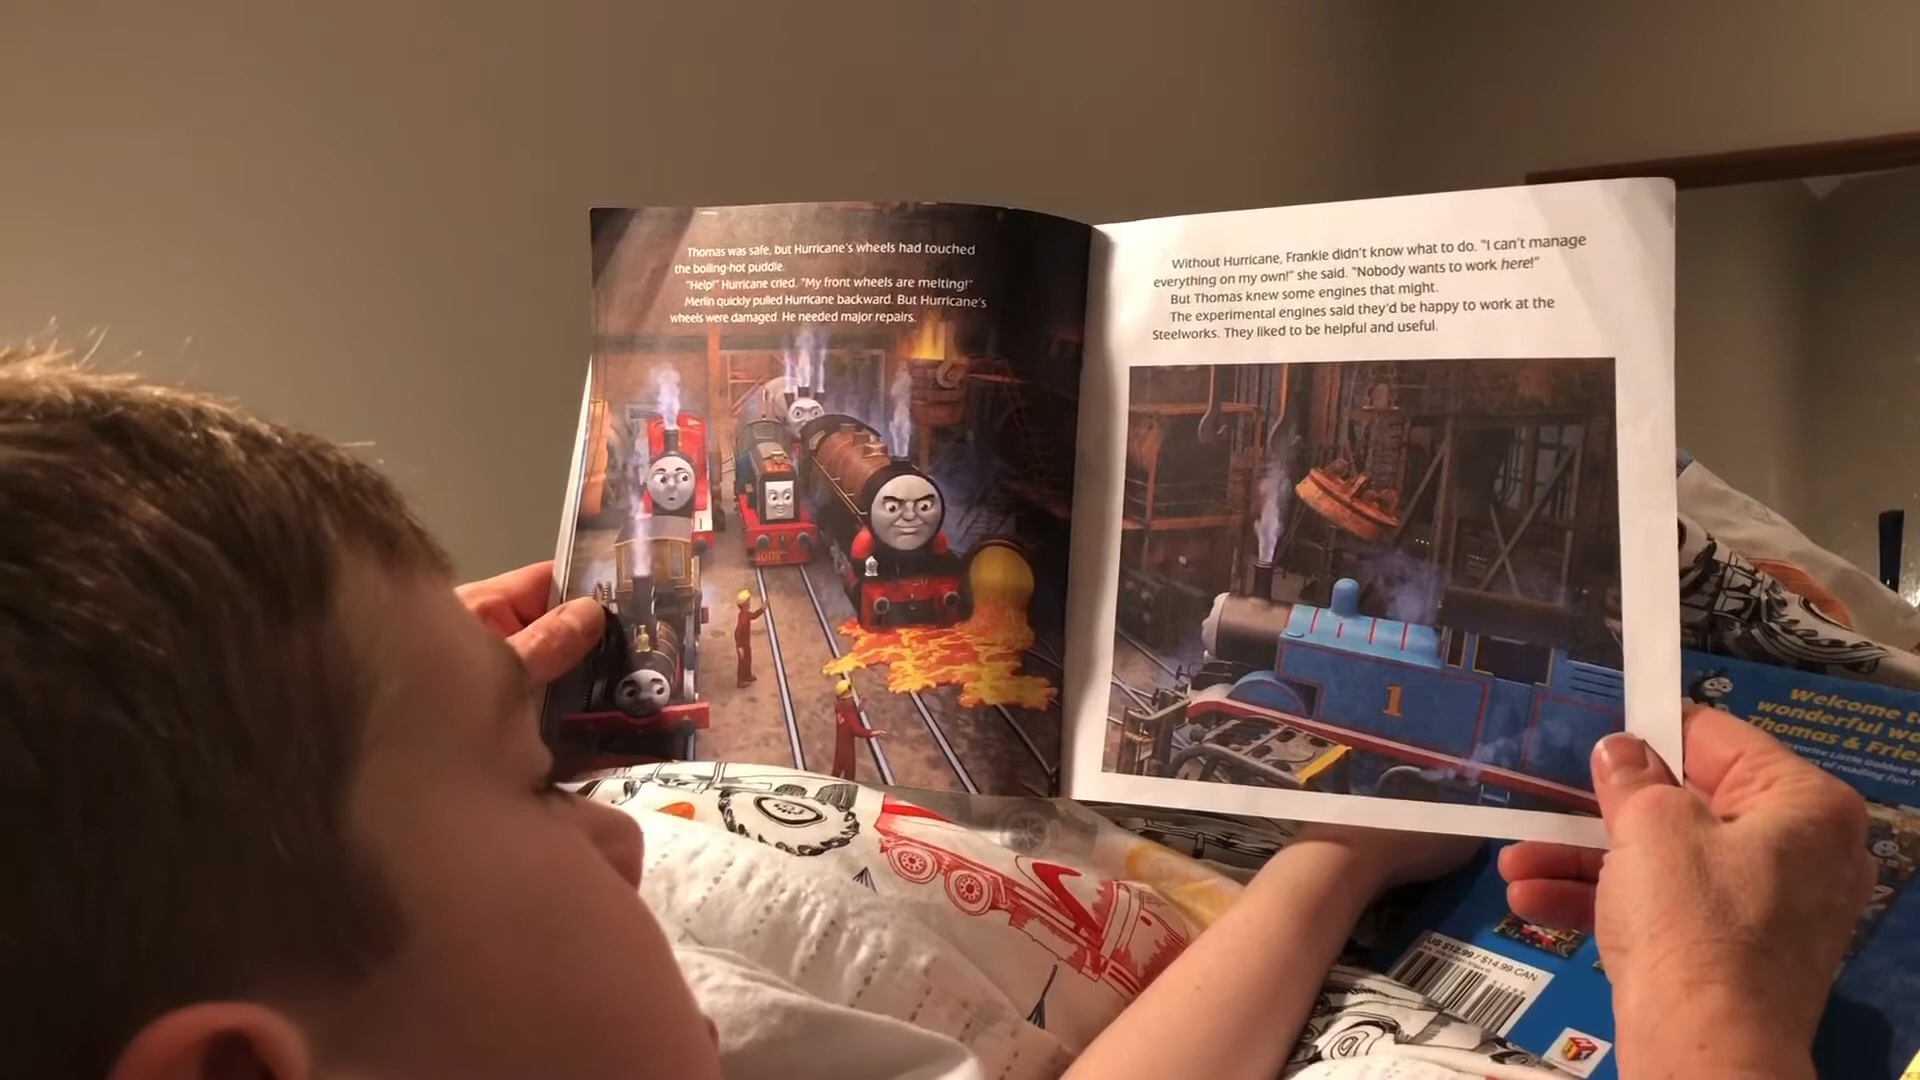 Thomas was safe, but Hurricane's wheels had touched
the boiling-hot puddle.
"Help!" Hurricane cried. "My front wheels are melting!"
Merlin quickly pulled Hurricane backward. But Hurricane's
wheels were damaged. He needed major repairs.
Without Hurricane, Frankie didn't know what to do. "I can't manage
everything on my own!" she said. "Nobody wants to work here!"
But Thomas knew some engines that might.
The experimental engines said they'd be happy to work at the
Steelworks. They liked to be helpful and useful.
1
Welcome
wonderful
Thomas &
US $12.99 / $14.99 CAN